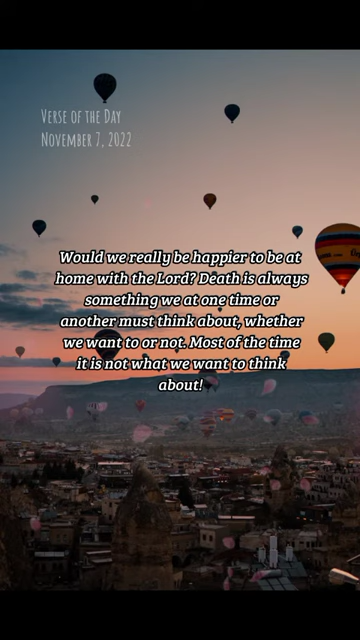 Verse of the Day
November 7, 2022
Would we really be happier to be at
home with the Lord? Death is always
something we at one time or
another must think about, whether
we want to or not. Most of the time
it is not what we want to think
about!